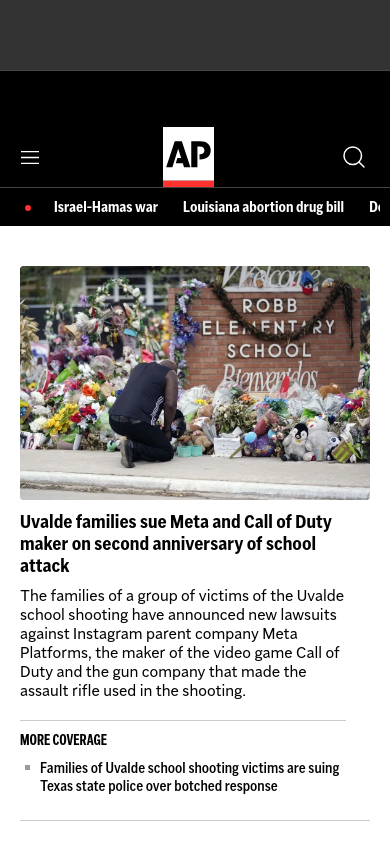 AP
Israel-Hamas war Louisiana abortion drug bill
Welcome
ROBB
ELEMENTARY
SCHOOL
Bienvenidos
Uvalde families sue Meta and Call of Duty
maker on second anniversary of school
attack
The families of a group of victims of the Uvalde
school shooting have announced new lawsuits
against Instagram parent company Meta
Platforms, the maker of the video game Call of
Duty and the gun company that made the
assault rifle used in the shooting.
MORE COVERAGE
Families of Uvalde school shooting victims are suing
Texas state police over botched response